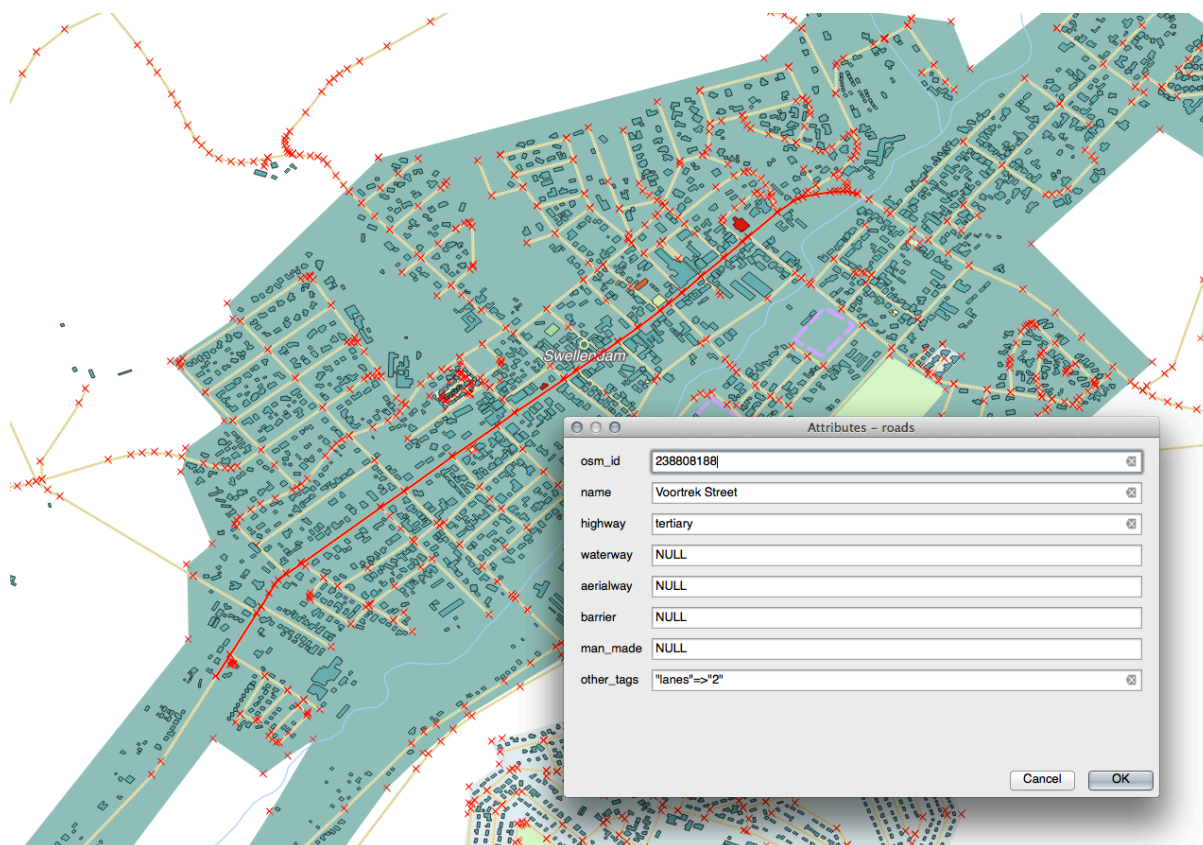 Swellendam
Attributes – roads
osm_id 238808188
name Voortrek Street
highway tertiary
waterway NULL
aerialway NULL
barrier NULL
man_made NULL
other_tags "lanes"=>"2"
Cancel OK